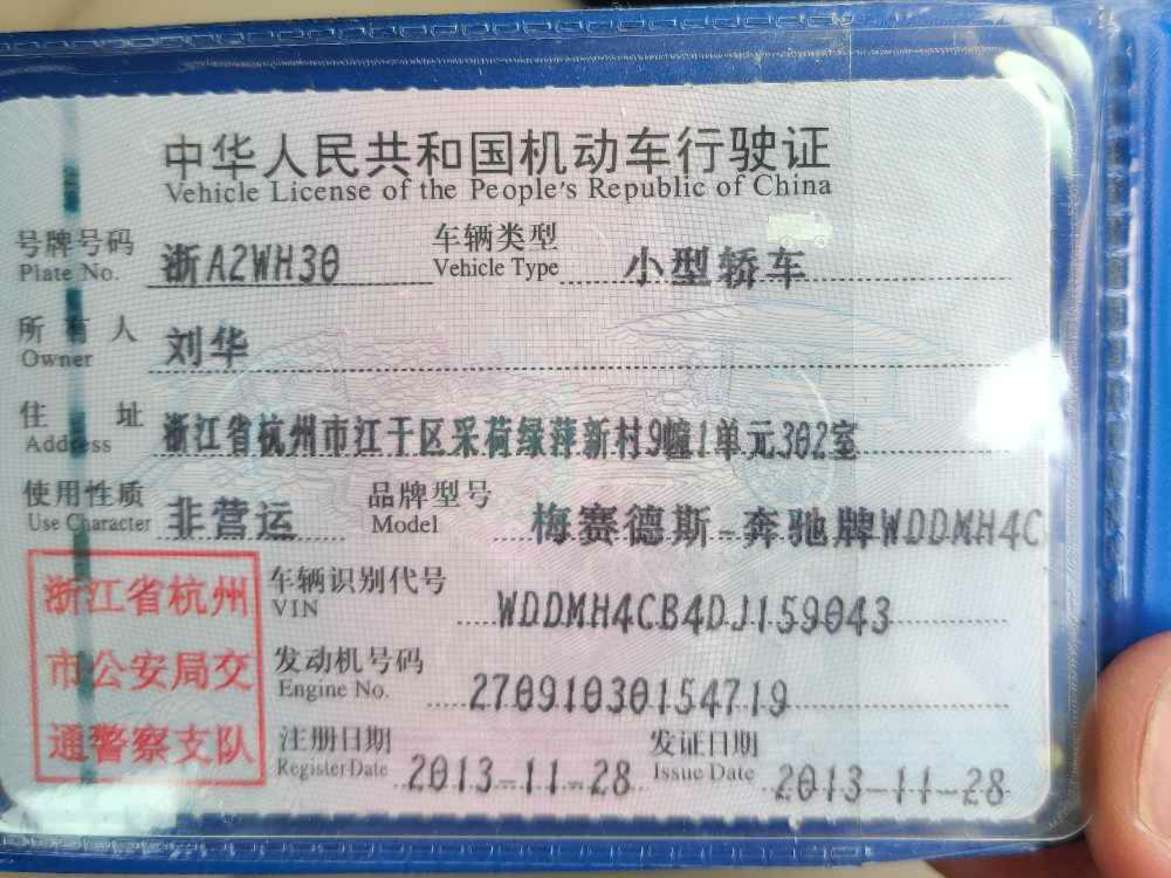 中华人民共和国机动车行驶证
Vehicle License of the People's Republic of China
号牌号码 浙A2WH30 车辆类型 小型轿车
Plate No. Vehicle Type
所有人 刘华
Owner
住址 浙江省杭州市江干区采荷绿萍新村9幢1单元302室
Address
使用性质 非营运 品牌型号 梅赛德斯-奔驰牌WDDMH4C
Use Character Model
浙江省杭州
市公安局交
通警察支队
车辆识别代号 WDDMH4CB4DJ159043
VIN
发动机号码 27091030154719
Engine No.
注册日期 2013-11-28 发证日期 2013-11-28
Register Date Issue Date